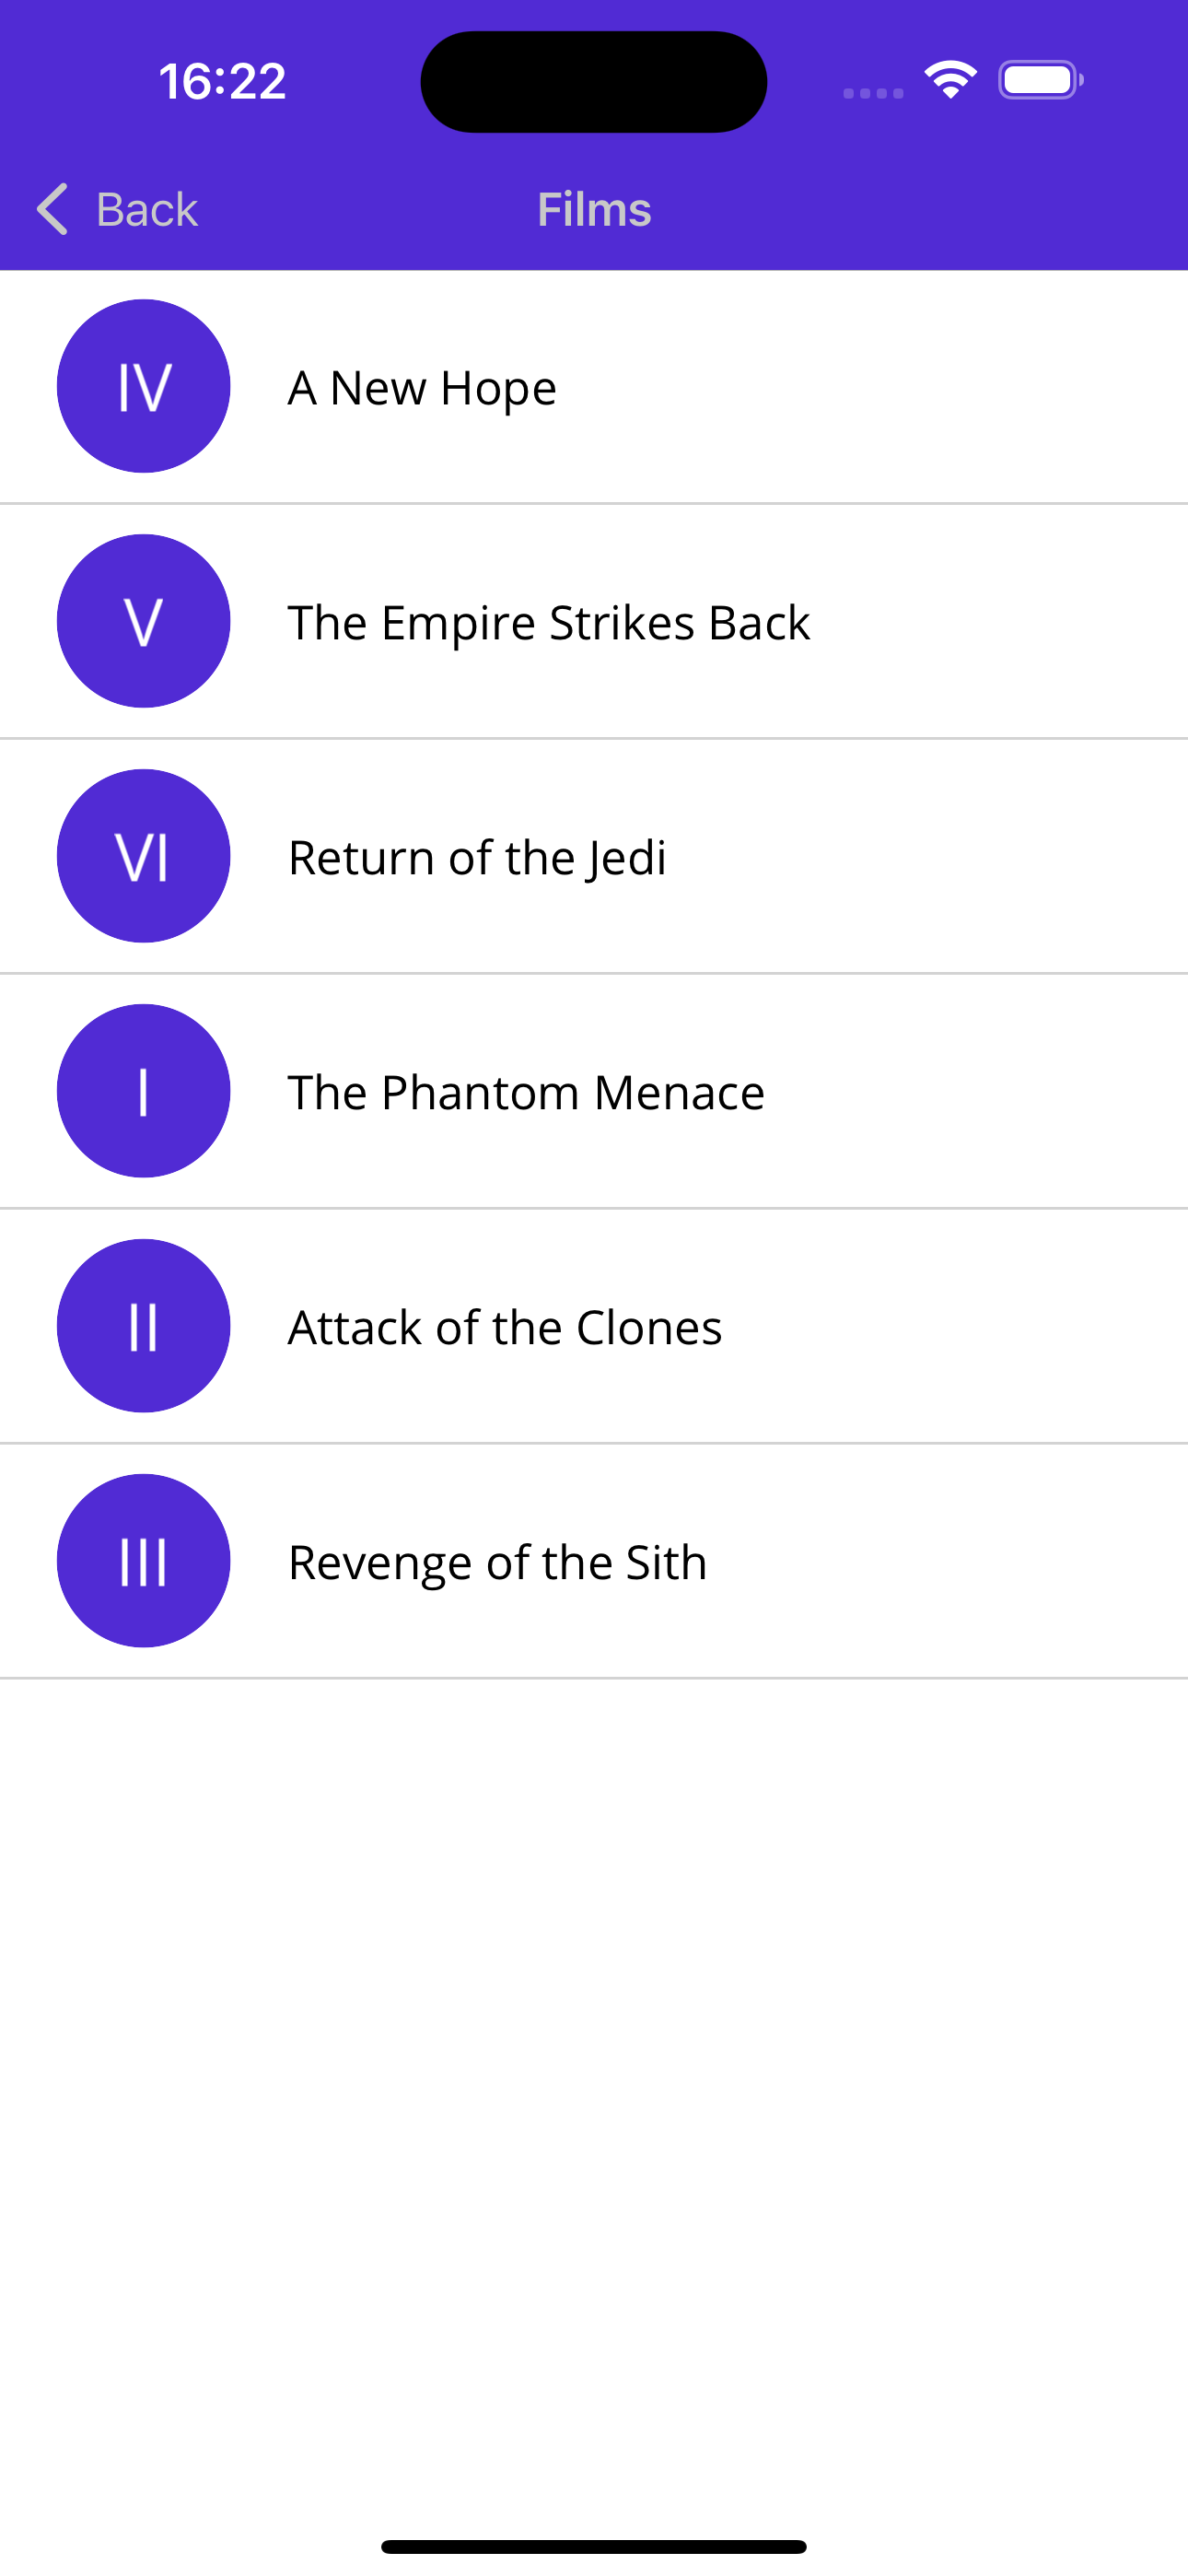 16:22
Back Films
IV A New Hope
V The Empire Strikes Back
VI Return of the Jedi
I The Phantom Menace
II Attack of the Clones
III Revenge of the Sith